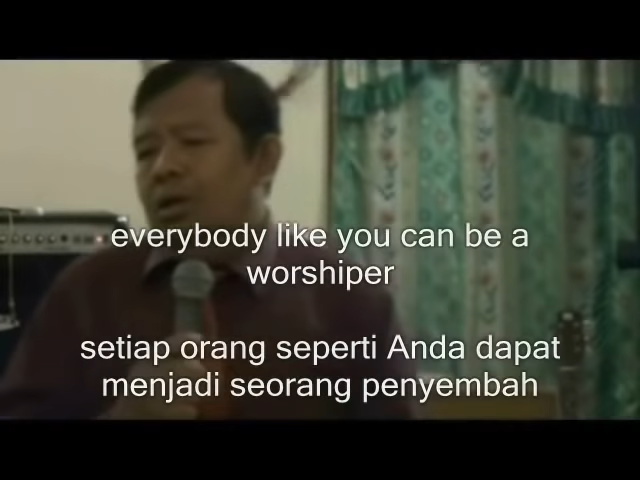 everybody like you can be a
worshiper
setiap orang seperti Anda dapat
menjadi seorang penyembah